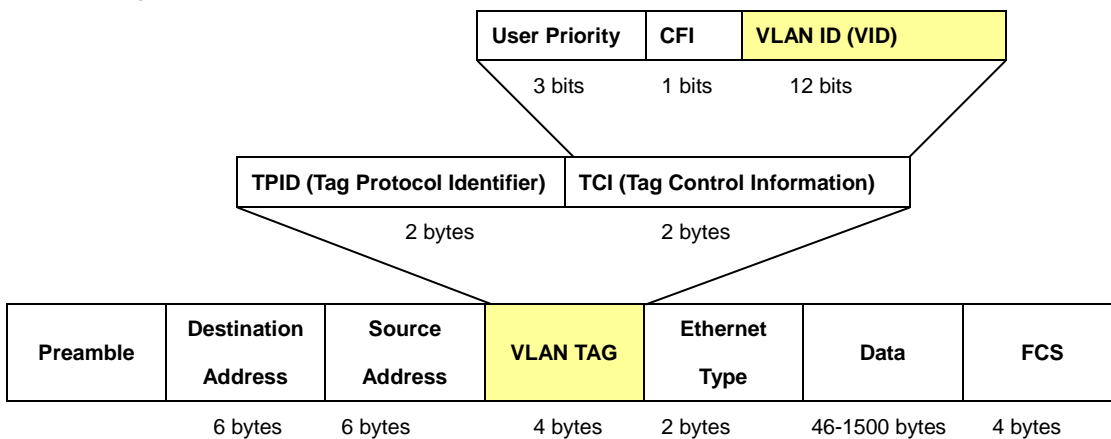 User Priority CFI VLAN ID (VID)
3 bits 1 bits 12 bits
TPID (Tag Protocol Identifier) TCI (Tag Control Information)
2 bytes 2 bytes
Preamble
Destination
Address
Source
Address
VLAN TAG
Ethernet
Type
Data
FCS
6 bytes 6 bytes 4 bytes 2 bytes 46-1500 bytes 4 bytes